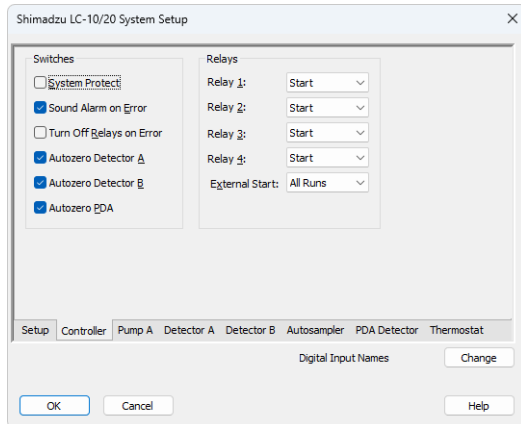 Shimadzu LC-10/20 System Setup
Switches
System Protect
Sound Alarm on Error
Turn Off Relays on Error
Autozero Detector A
Autozero Detector B
Autozero PDA
Relays
Relay 1: Start
Relay 2: Start
Relay 3: Start
Relay 4: Start
External Start: All Runs
Setup Controller Pump A Detector A Detector B Autosampler PDA Detector Thermostat
Digital Input Names Change
OK Cancel Help